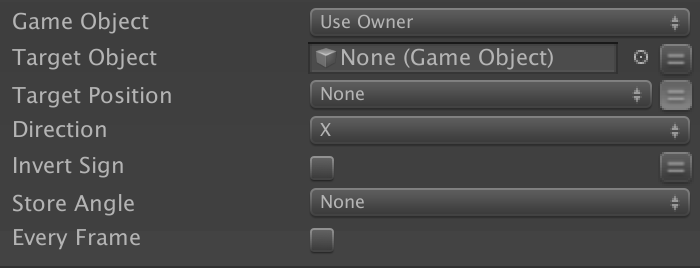 Game Object Use Owner
Target Object None (Game Object)
Target Position None
Direction X
Invert Sign
Store Angle None
Every Frame